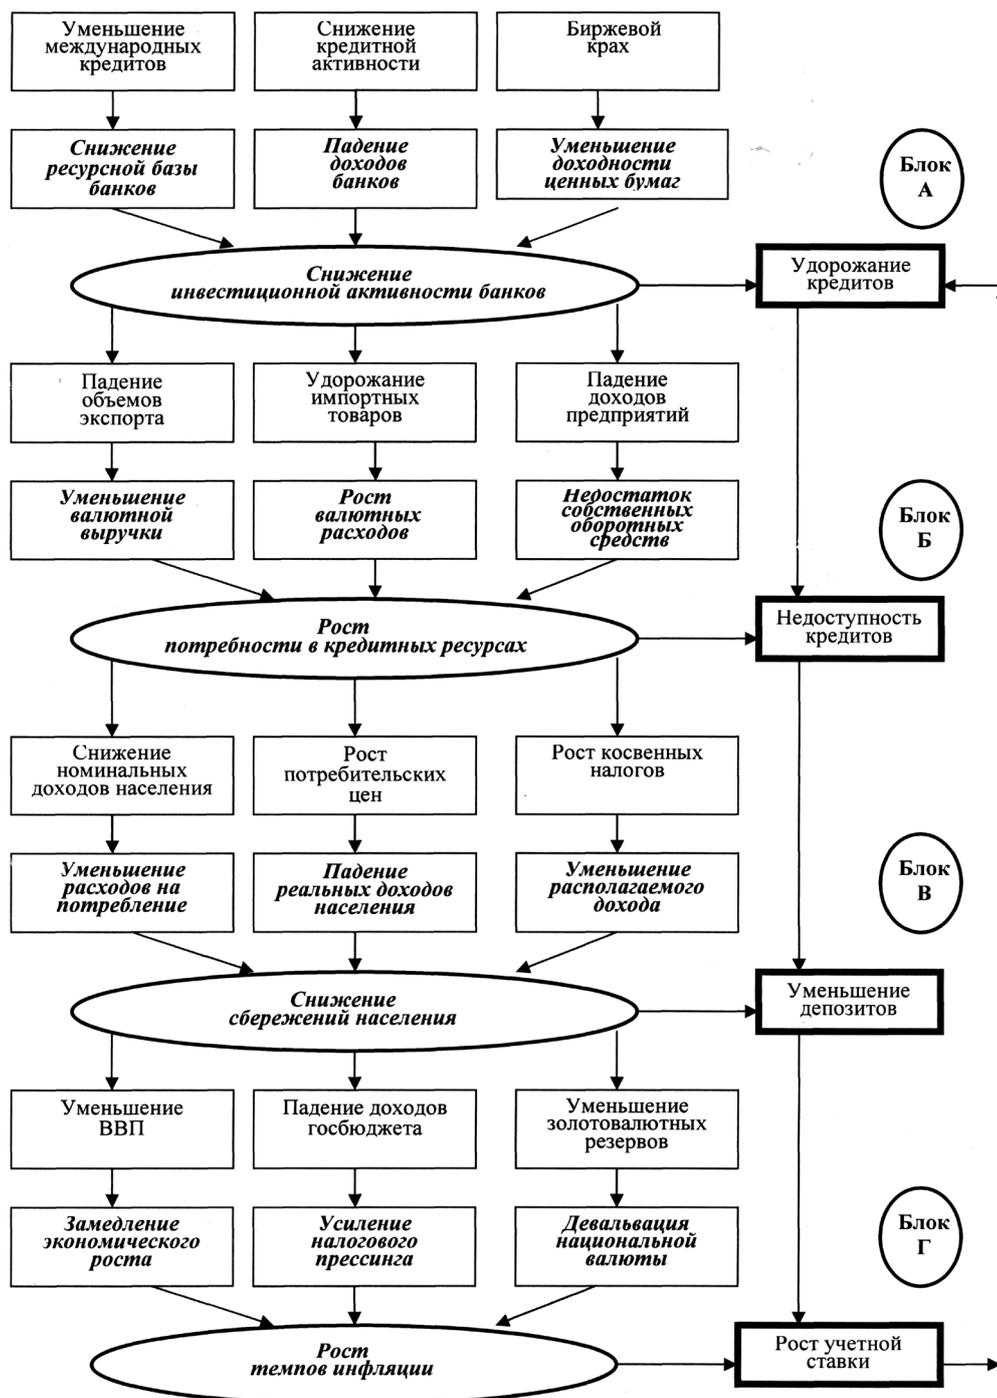 Уменьшение
международных
кредитов
Снижение
кредитной
активности
Биржевой
крах
Снижение
ресурсной базы
банков
Падение
доходов
банков
Уменьшение
доходности
ценных бумаг
Блок
А
Снижение
инвестиционной активности банков
Удорожание
кредитов
Падение
объемов
экспорта
Удорожание
импортных
товаров
Падение
доходов
предприятий
Уменьшение
валютной
выручки
Рост
валютных
расходов
Недостаток
собственных
оборотных
средств
Блок
Б
Рост
потребности в кредитных ресурсах
Недоступность
кредитов
Снижение
номинальных
доходов населения
Рост
потребительских
цен
Рост косвенных
налогов
Уменьшение
расходов на
потребление
Падение
реальных доходов
населения
Уменьшение
располагаемого
дохода
Блок
В
Снижение
сбережений населения
Уменьшение
депозитов
Уменьшение
ВВП
Падение доходов
госбюджета
Уменьшение
золотовалютных
резервов
Замедление
экономического
роста
Усиление
налогового
прессинга
Девальвация
национальной
валюты
Блок
Г
Рост
темпов инфляции
Рост учетной
ставки